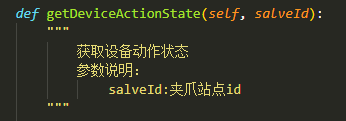 def getDeviceActionState(self, salveId):
"""
获取设备动作状态
参数说明：
salveId:夹爪站点id
"""